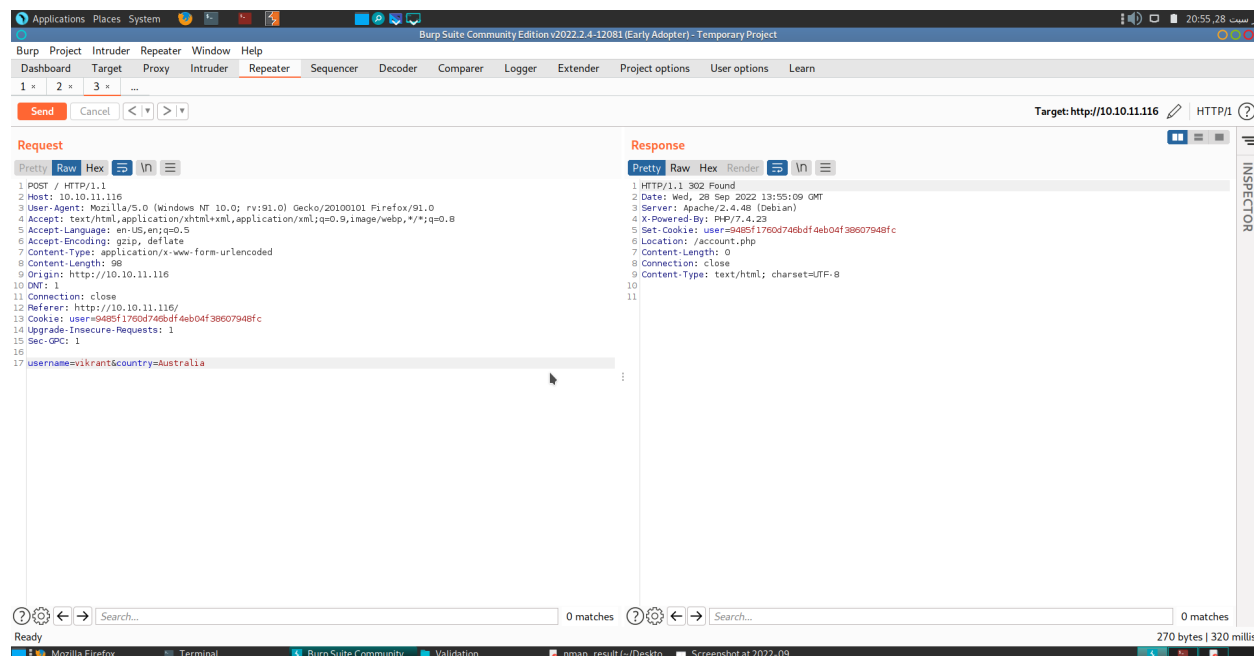 Applications Places System
20:55 ,28 سبت
Burp Suite Community Edition v2022.2.4-12081 (Early Adopter) - Temporary Project
Burp Project Intruder Repeater Window Help
Dashboard Target Proxy Intruder Repeater Sequencer Decoder Comparer Logger Extender Project options User options Learn
1 × 2 × 3 × ...
Send Cancel < > Target: http://10.10.11.116 HTTP/1 ?
Request
Pretty Raw Hex \n
1 POST / HTTP/1.1
2 Host: 10.10.11.116
3 User-Agent: Mozilla/5.0 (Windows NT 10.0; rv:91.0) Gecko/20100101 Firefox/91.0
4 Accept: text/html,application/xhtml+xml,application/xml;q=0.9,image/webp,*/*;q=0.8
5 Accept-Language: en-US,en;q=0.5
6 Accept-Encoding: gzip, deflate
7 Content-Type: application/x-www-form-urlencoded
8 Content-Length: 98
9 Origin: http://10.10.11.116
10 DNT: 1
11 Connection: close
12 Referer: http://10.10.11.116/
13 Cookie: user=9485f1760d746bdf4eb04f38607948fc
14 Upgrade-Insecure-Requests: 1
15 Sec-GPC: 1
16
17 username=vikrant&country=Australia
Response
Pretty Raw Hex Render \n
1 HTTP/1.1 302 Found
2 Date: Wed, 28 Sep 2022 13:55:09 GMT
3 Server: Apache/2.4.48 (Debian)
4 X-Powered-By: PHP/7.4.23
5 Set-Cookie: user=9485f1760d746bdf4eb04f38607948fc
6 Location: /account.php
7 Content-Length: 0
8 Connection: close
9 Content-Type: text/html; charset=UTF-8
10
11
INSPECTOR
? Search... 0 matches
? Search... 0 matches
Ready
270 bytes | 320 millis
Mozilla Firefox Terminal Burp Suite Community Validation nmap_result (~/Deskto Screenshot at 2022-09